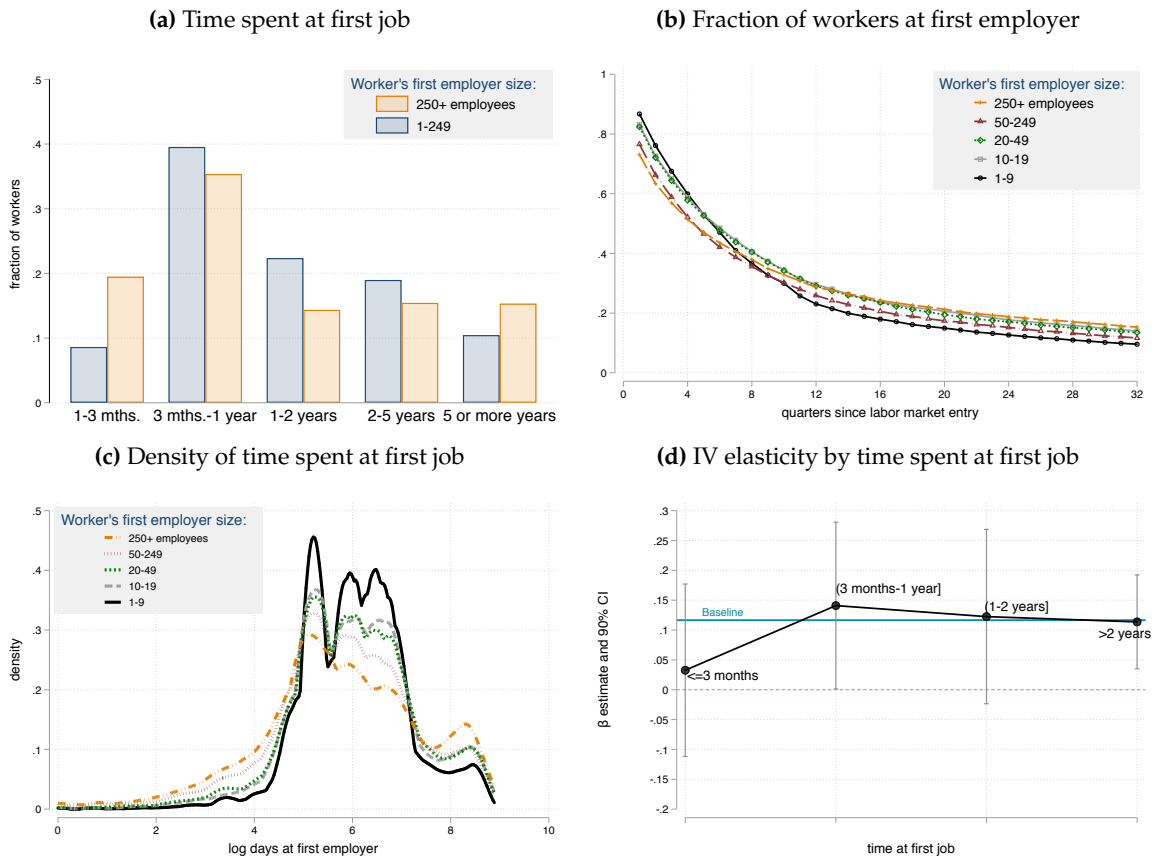 (a) Time spent at first job
.5
.4
.3
.2
.1
0
fraction of workers
Worker's first employer size:
250+ employees
1-249
1-3 mths.
3 mths.-1 year
1-2 years
2-5 years
5 or more years
(b) Fraction of workers at first employer
1
.8
.6
.4
.2
0
Worker's first employer size:
250+ employees
50-249
20-49
10-19
1-9
0
4
8
12
16
20
24
28
32
quarters since labor market entry
(c) Density of time spent at first job
.5
.4
.3
.2
.1
0
density
Worker's first employer size:
250+ employees
50-249
20-49
10-19
1-9
0
2
4
6
8
10
log days at first employer
(d) IV elasticity by time spent at first job
.3
.25
.2
.15
.1
.05
0
-.05
-.1
-.15
-.2
β estimate and 90% CI
Baseline
<=3 months
(3 months-1 year]
(1-2 years]
>2 years
time at first job